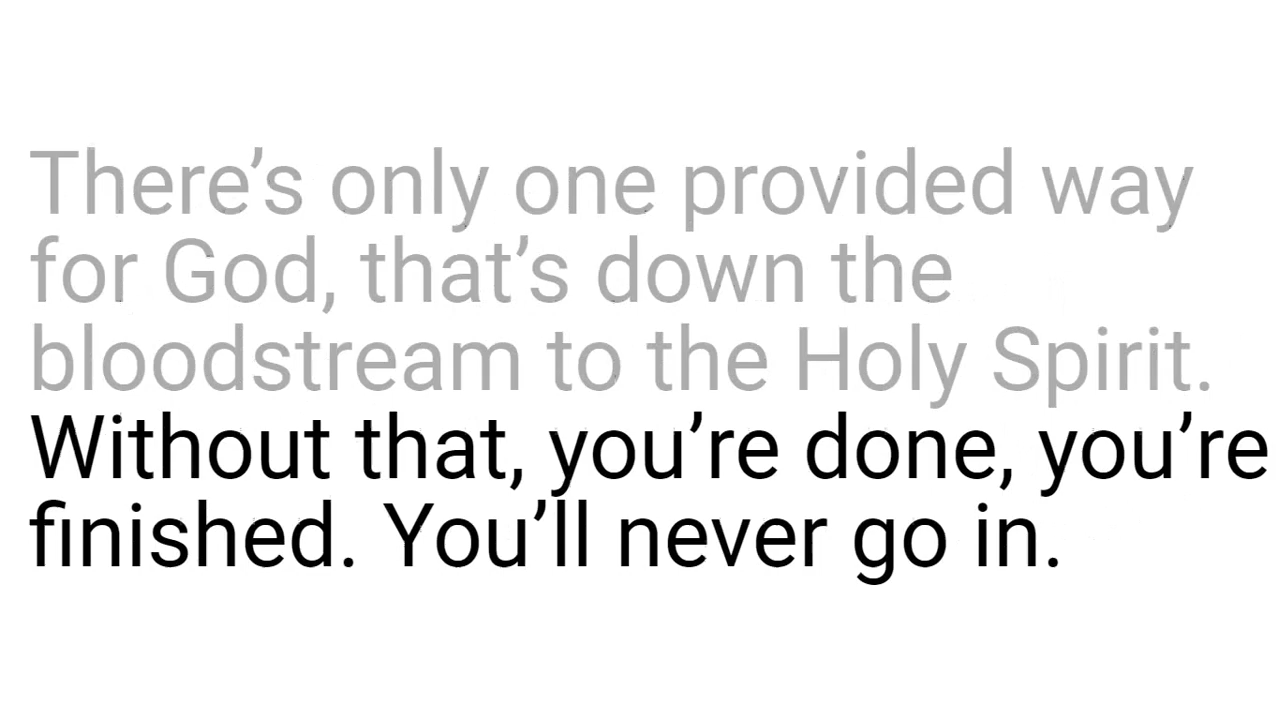 There’s only one provided way
for God, that’s down the
bloodstream to the Holy Spirit.
Without that, you’re done, you’re
finished. You’ll never go in.